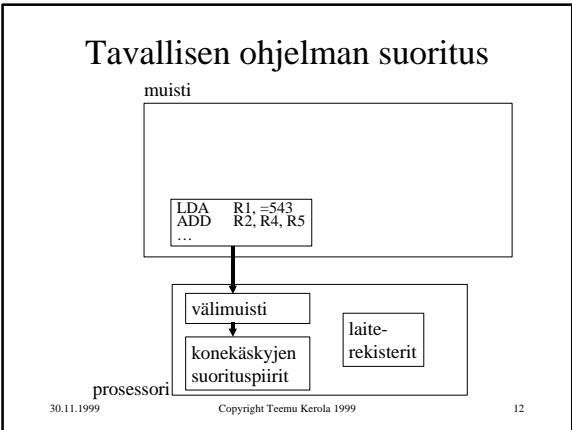 Tavallisen ohjelman suoritus
muisti
LDA R1, =543
ADD R2, R4, R5
…
välimuisti
konekäskyjen
suorituspiirit
laite-
rekisterit
prosessori
30.11.1999 Copyright Teemu Kerola 1999 12